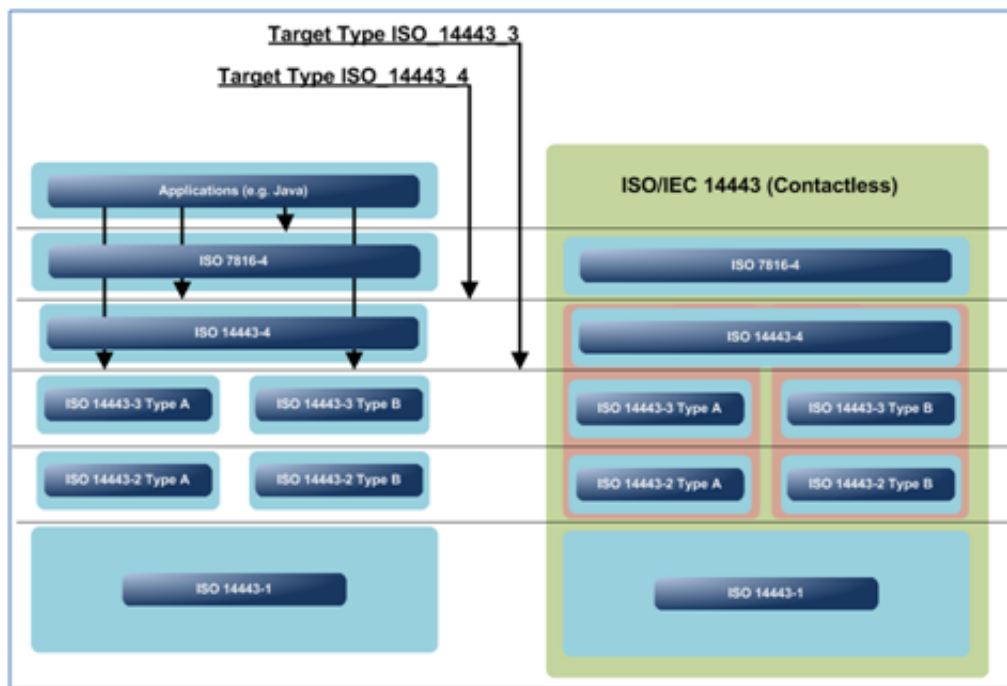 Target Type ISO_14443_3
Target Type ISO_14443_4
Applications (e.g. Java)
ISO 7816-4
ISO 14443-4
ISO 14443-3 Type A
ISO 14443-3 Type B
ISO 14443-2 Type A
ISO 14443-2 Type B
ISO 14443-1
ISO/IEC 14443 (Contactless)
ISO 7816-4
ISO 14443-4
ISO 14443-3 Type A
ISO 14443-3 Type B
ISO 14443-2 Type A
ISO 14443-2 Type B
ISO 14443-1